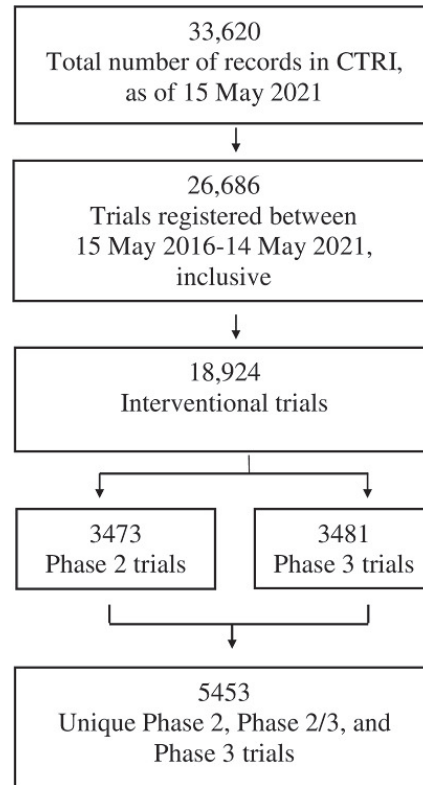 33,620
Total number of records in CTRI,
as of 15 May 2021
26,686
Trials registered between
15 May 2016-14 May 2021,
inclusive
18,924
Interventional trials
3473
Phase 2 trials
3481
Phase 3 trials
5453
Unique Phase 2, Phase 2/3, and
Phase 3 trials